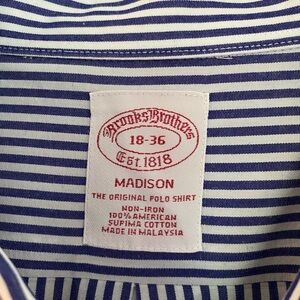 Brooks Brothers
18-36
Est. 1818
MADISON
THE ORIGINAL POLO SHIRT
NON-IRON
100% AMERICAN
SUPIMA COTTON
MADE IN MALAYSIA